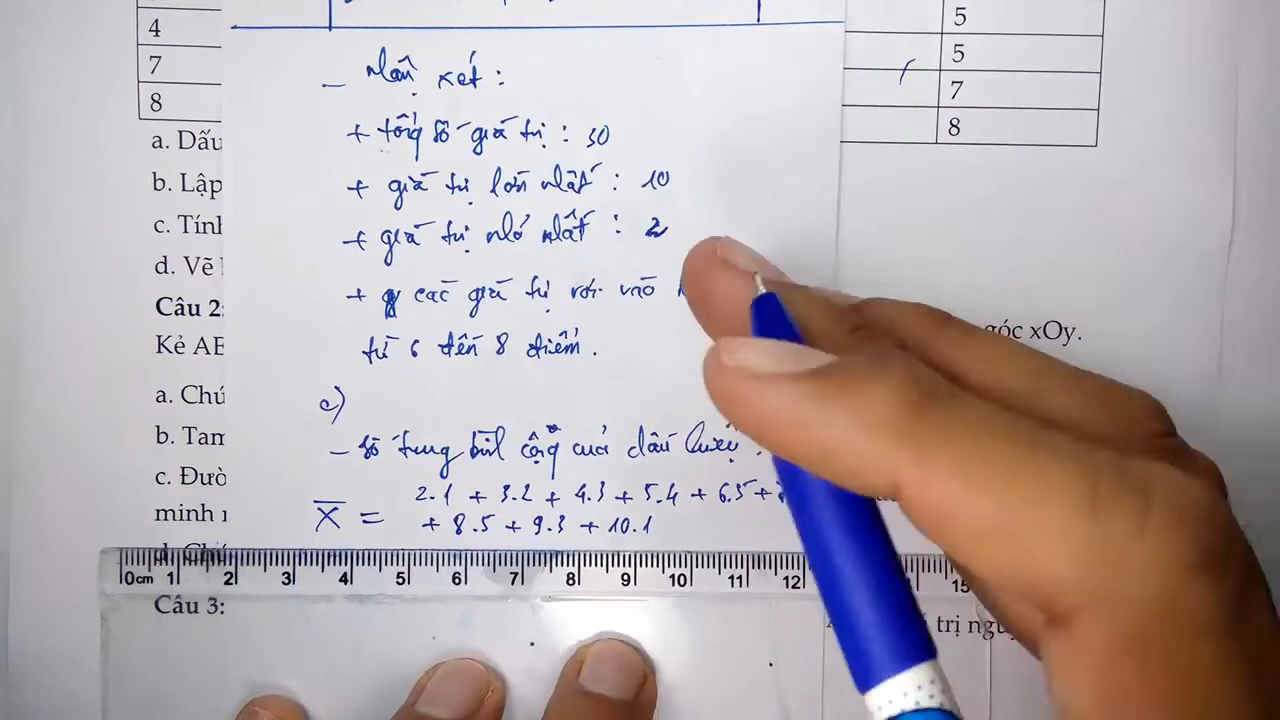 4
7
8
5
5
7
8
a. Dấu
b. Lập
c. Tính
d. Vẽ
Câu 2:
góc xOy.
Kẻ AB
a. Chú
b. Tam
c. Đườ
minh r
Câu 3:
trị ngu
- Nhận xét :
+ tổng số giá trị : 30
+ giá trị lớn nhất : 10
+ giá trị nhỏ nhất : 2
+ các giá trị rơi vào
từ 6 đến 8 điểm .
c)
- Số trung bình cộng của dấu hiệu :
X = 2.1 + 3.2 + 4.3 + 5.4 + 6.5 +
+ 8.5 + 9.3 + 10.1
0cm 1 2 3 4 5 6 7 8 9 10 11 12 15